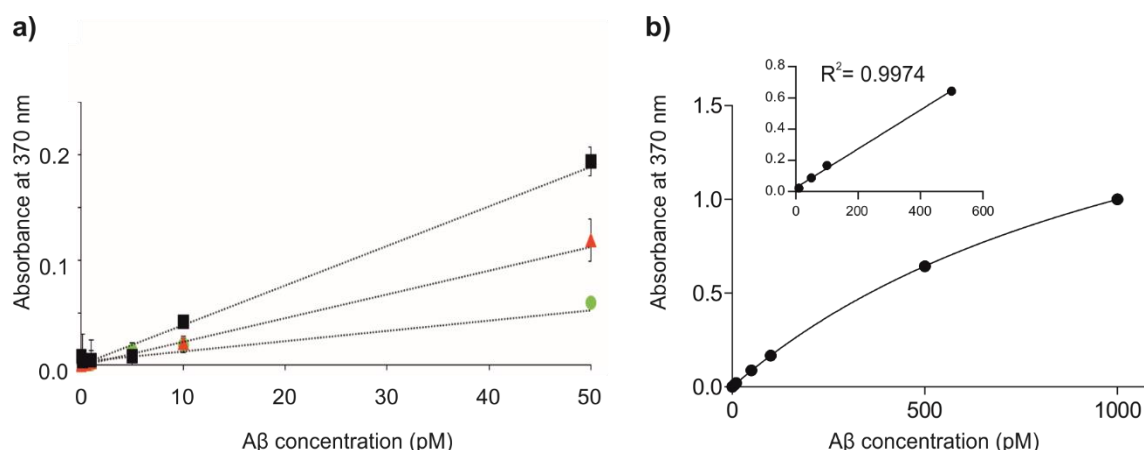 a)
Absorbance at 370 nm
0.2
0.1
0.0
0 10 20 30 40 50
Aβ concentration (pM)
b)
Absorbance at 370 nm
1.5
1.0
0.5
0.0
0 500 1000
Aβ concentration (pM)
R²= 0.9974
0.8
0.6
0.4
0.2
0.0
0 200 400 600